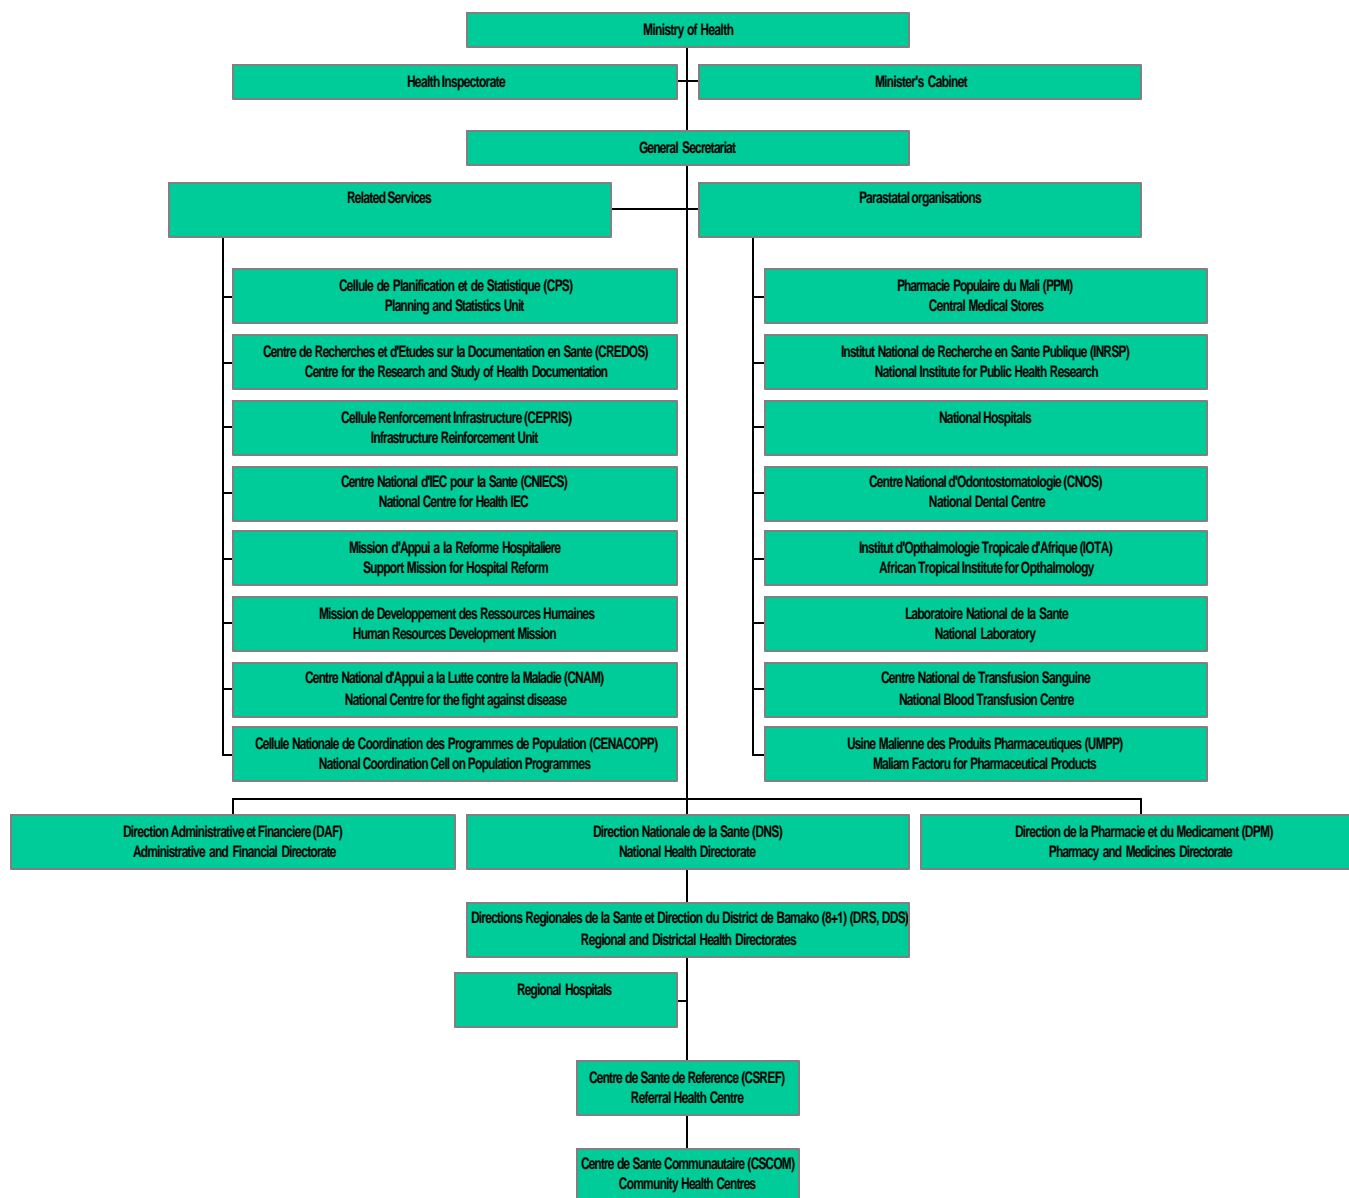 Ministry of Health
Health Inspectorate
Minister's Cabinet
General Secretariat
Related Services
Parastatal organisations
Cellule de Planification et de Statistique (CPS)
Planning and Statistics Unit
Centre de Recherches et d'Etudes sur la Documentation en Sante (CREDOS)
Centre for the Research and Study of Health Documentation
Cellule Renforcement Infrastructure (CEPRIS)
Infrastructure Reinforcement Unit
Centre National d'IEC pour la Sante (CNIECS)
National Centre for Health IEC
Mission d'Appui a la Reforme Hospitaliere
Support Mission for Hospital Reform
Mission de Developpement des Ressources Humaines
Human Resources Development Mission
Centre National d'Appui a la Lutte contre la Maladie (CNAM)
National Centre for the fight against disease
Cellule Nationale de Coordination des Programmes de Population (CENACOPP)
National Coordination Cell on Population Programmes
Pharmacie Populaire du Mali (PPM)
Central Medical Stores
Institut National de Recherche en Sante Publique (INRSP)
National Institute for Public Health Research
National Hospitals
Centre National d'Odontostomatologie (CNOS)
National Dental Centre
Institut d'Opthalmologie Tropicale d'Afrique (IOTA)
African Tropical Institute for Opthalmology
Laboratoire National de la Sante
National Laboratory
Centre National de Transfusion Sanguine
National Blood Transfusion Centre
Usine Malienne des Produits Pharmaceutiques (UMPP)
Maliam Factoru for Pharmaceutical Products
Direction Administrative et Financiere (DAF)
Administrative and Financial Directorate
Direction Nationale de la Sante (DNS)
National Health Directorate
Direction de la Pharmacie et du Medicament (DPM)
Pharmacy and Medicines Directorate
Directions Regionales de la Sante et Direction du District de Bamako (8+1) (DRS, DDS)
Regional and Districtal Health Directorates
Regional Hospitals
Centre de Sante de Reference (CSREF)
Referral Health Centre
Centre de Sante Communautaire (CSCOM)
Community Health Centres